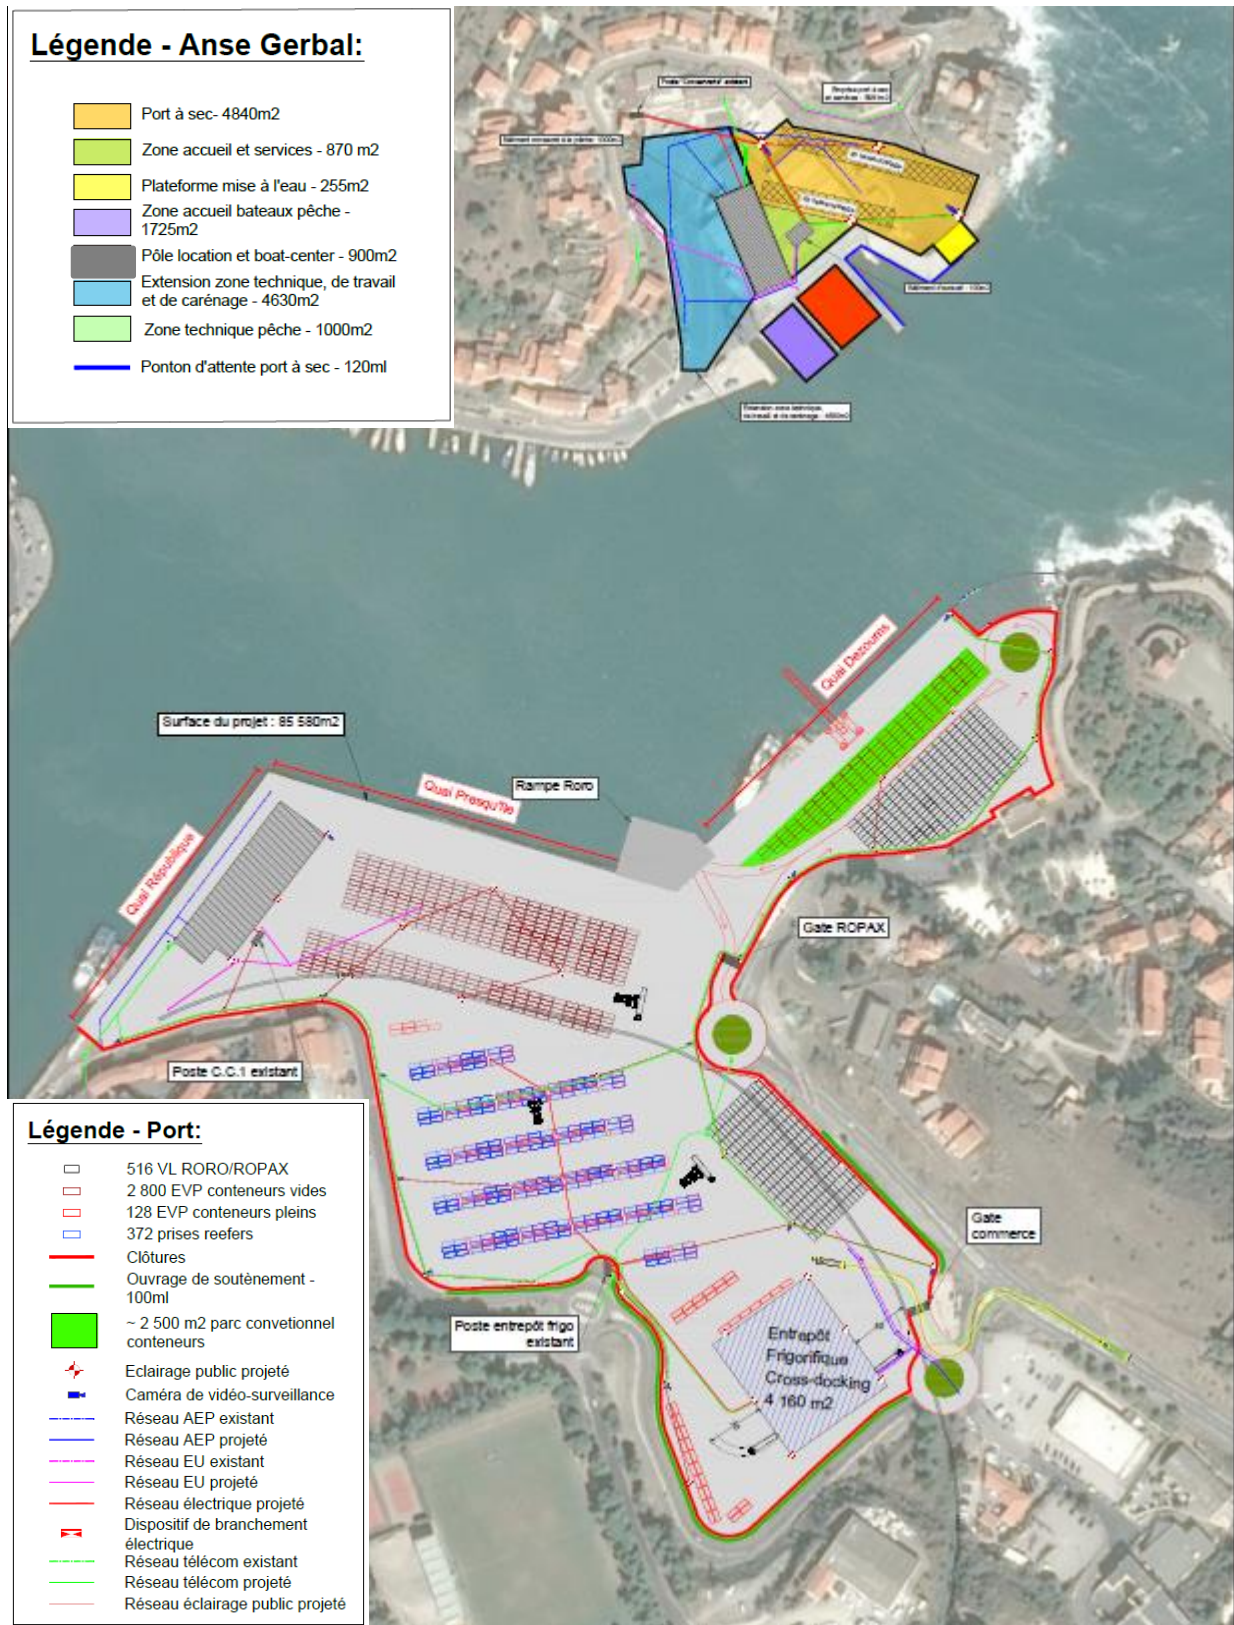 Légende - Anse Gerbal:
Port à sec- 4840m2
Zone accueil et services - 870 m2
Plateforme mise à l'eau - 255m2
Zone accueil bateaux pêche -
1725m2
Pôle location et boat-center - 900m2
Extension zone technique, de travail
et de carénage - 4630m2
Zone technique pêche - 1000m2
Ponton d'attente port à sec - 120ml
Quai Dezoums
Surface du projet : 85 580m2
Quai Presqu'île
Rampe Roro
Quai République
Gate ROPAX
Poste C.C.1 existant
Gate
commerce
Poste entrepôt frigo
existant
Entrepôt
Frigorifique
Cross-docking
4 160 m2
Légende - Port:
516 VL RORO/ROPAX
2 800 EVP conteneurs vides
128 EVP conteneurs pleins
372 prises reefers
Clôtures
Ouvrage de soutènement -
100ml
~ 2 500 m2 parc convetionnel
conteneurs
Eclairage public projeté
Caméra de vidéo-surveillance
Réseau AEP existant
Réseau AEP projeté
Réseau EU existant
Réseau EU projeté
Réseau électrique projeté
Dispositif de branchement
électrique
Réseau télécom existant
Réseau télécom projeté
Réseau éclairage public projeté